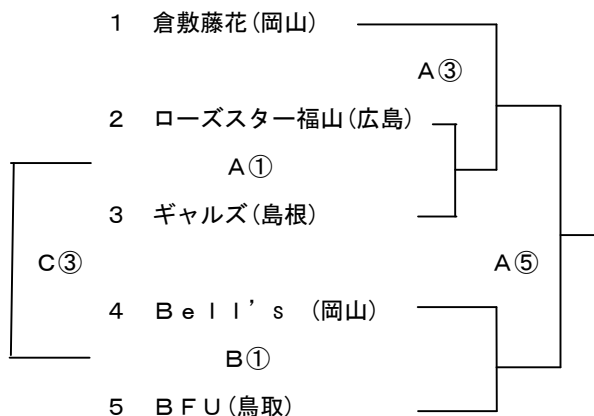 １ 倉敷藤花(岡山)
Ａ③
２ ローズスター福山(広島)
Ａ①
３ ギャルズ(島根)
Ｃ③
Ａ⑤
４ Ｂｅｌｌ’ｓ (岡山)
Ｂ①
５ ＢＦＵ(鳥取)